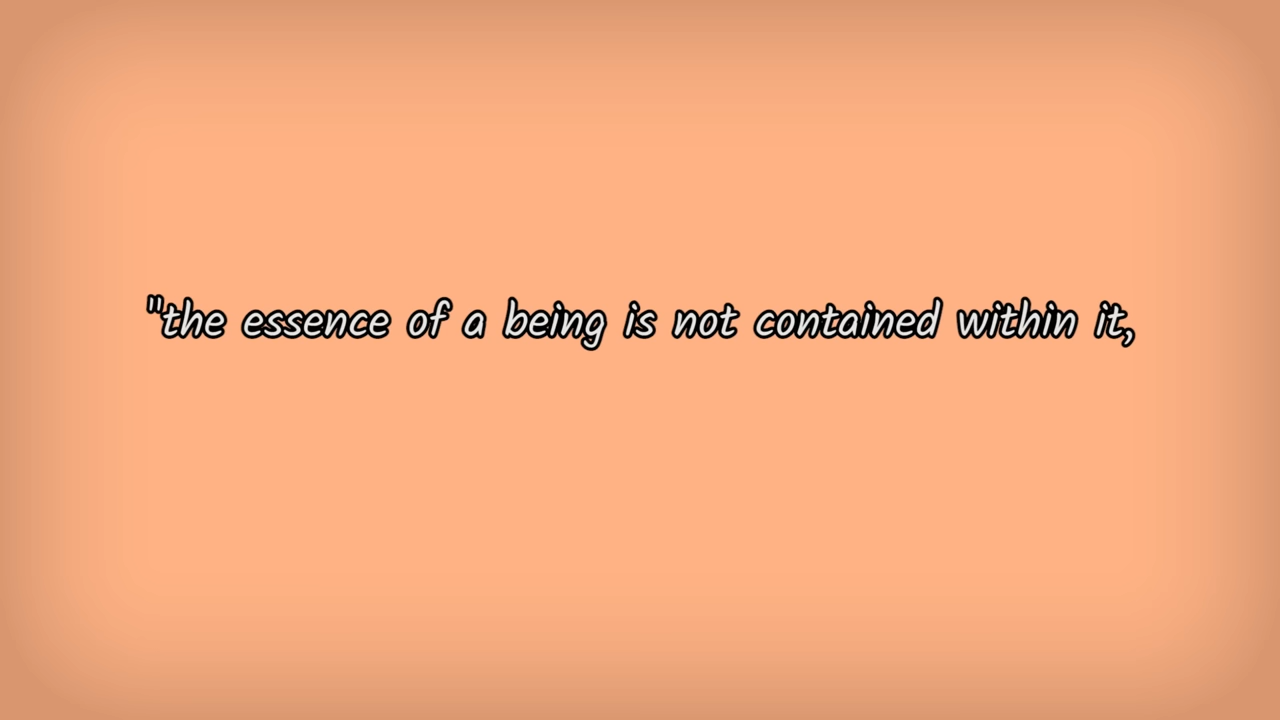 "the essence of a being is not contained within it,